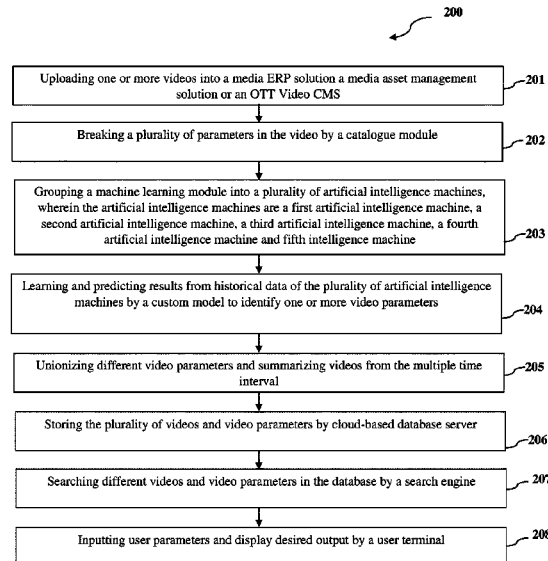 200
Uploading one or more videos into a media ERP solution a media asset management
solution or an OTT Video CMS
201
Breaking a plurality of parameters in the video by a catalogue module
202
Grouping a machine learning module into a plurality of artificial intelligence machines,
wherein the artificial intelligence machines are a first artificial intelligence machine, a
second artificial intelligence machine, a third artificial intelligence machine, a fourth
artificial intelligence machine and fifth intelligence machine
203
Learning and predicting results from historical data of the plurality of artificial intelligence
machines by a custom model to identify one or more video parameters
204
Unionizing different video parameters and summarizing videos from the multiple time
interval
205
Storing the plurality of videos and video parameters by cloud-based database server
206
Searching different videos and video parameters in the database by a search engine
207
Inputting user parameters and display desired output by a user terminal
208